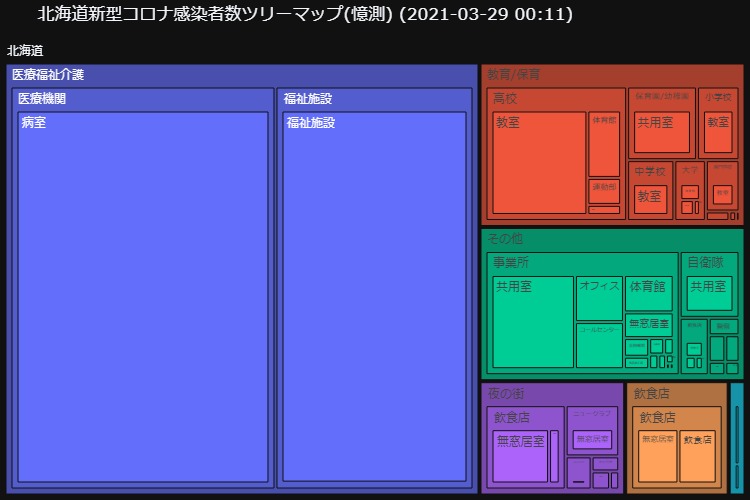 北海道新型コロナ感染者数ツリーマップ(憶測) (2021-03-29 00:11)
北海道
医療福祉介護
医療機関
病室
福祉施設
福祉施設
教育/保育
高校
教室
体育館
運動部
保育園/幼稚園
共用室
小学校
教室
中学校
教室
大学
教室
その他
事業所
共用室
オフィス
コールセンター
体育館
無窓居室
自衛隊
共用室
夜の街
飲食店
無窓居室
ニュークラブ
無窓居室
飲食店
飲食店
無窓居室
飲食店